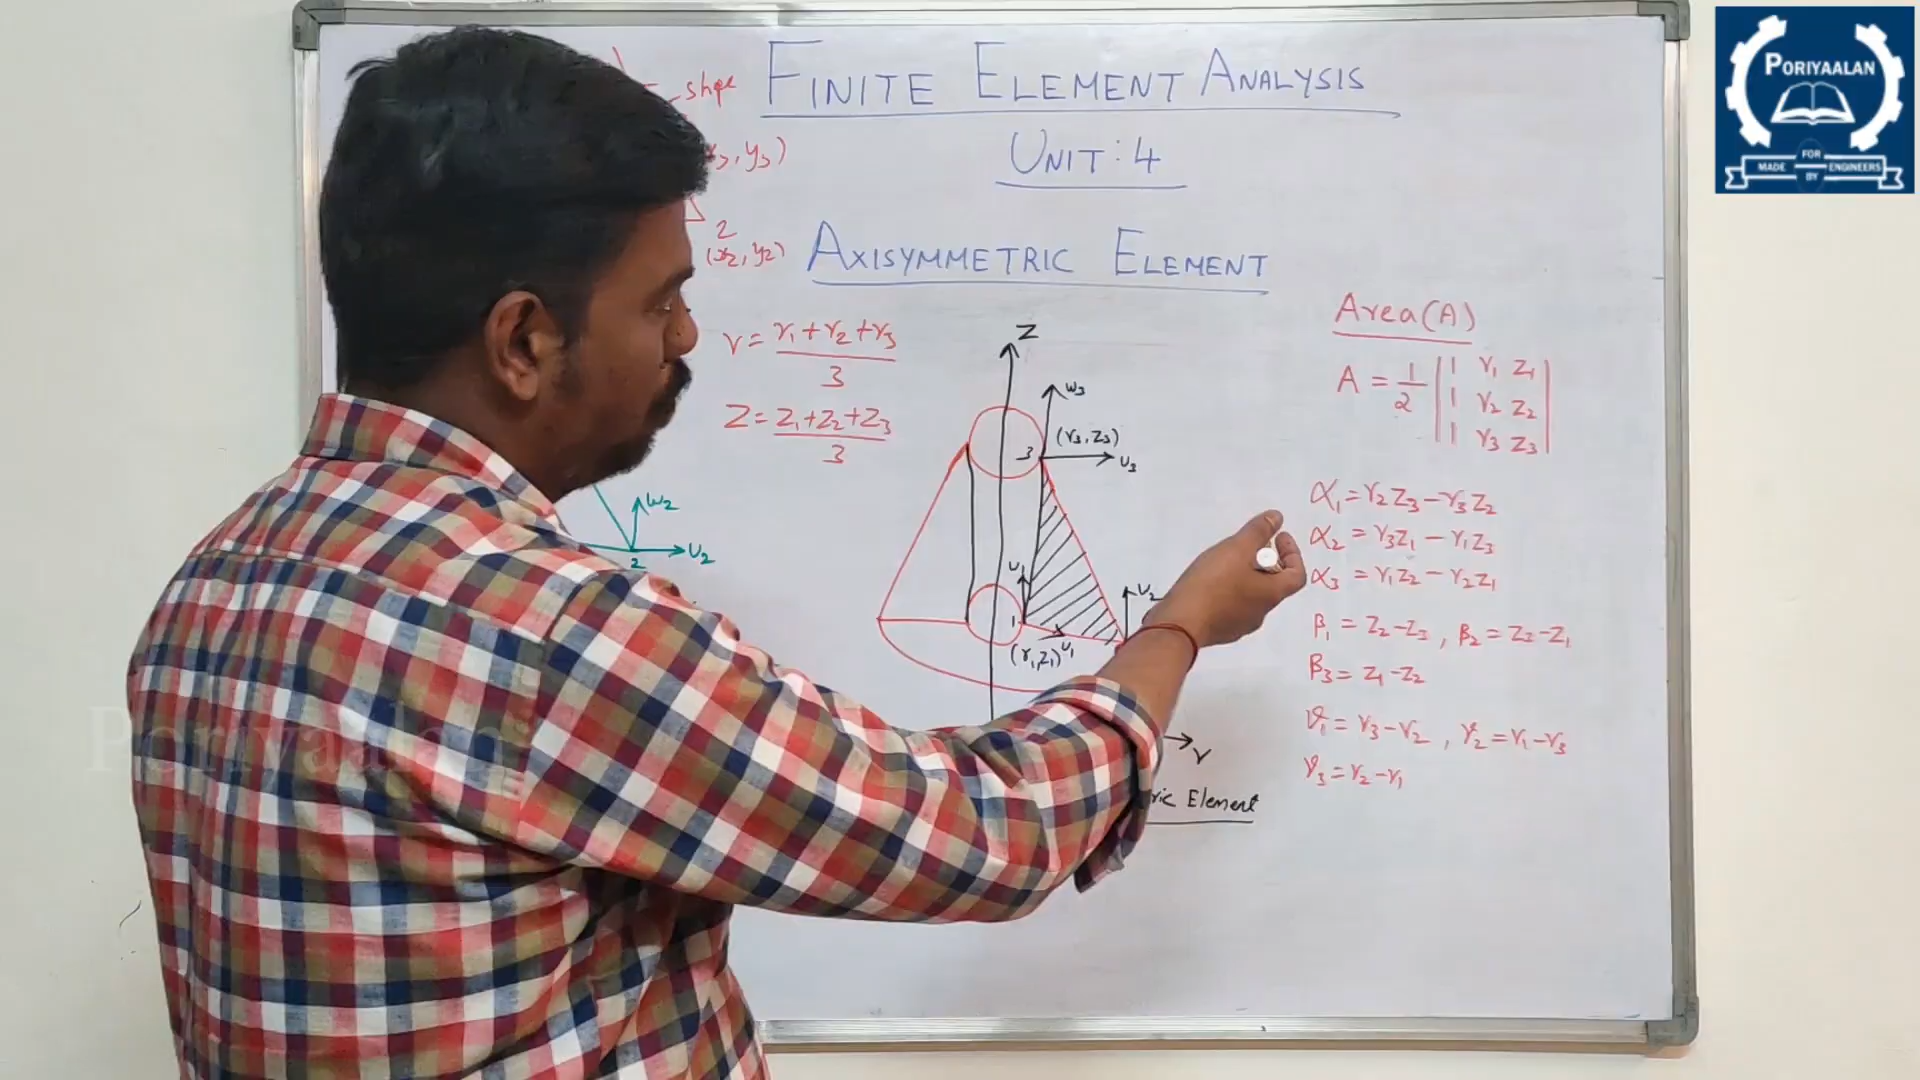 FINITE ELEMENT ANALYSIS
UNIT : 4
AXISYMMETRIC ELEMENT
shpe
, y3)
2
(x2, y2)
r = r1 + r2 + r3 / 3
Z = Z1 + Z2 + Z3 / 3
W2
U2
2
Z
W3
(r3, Z3)
3
U3
U1
U2
1
(r1, Z1)
U1
r
ric Element
Area (A)
A = 1/2 | 1 r1 Z1
1 r2 Z2
1 r3 Z3 |
α1 = r2 Z3 - r3 Z2
α2 = r3 Z1 - r1 Z3
α3 = r1 Z2 - r2 Z1
β1 = Z2 - Z3 , β2 = Z3 - Z1
β3 = Z1 - Z2
γ1 = r3 - r2 , γ2 = r1 - r3
γ3 = r2 - r1
PORIYAALAN
MADE FOR ENGINEERS
BY
Poriyaalan